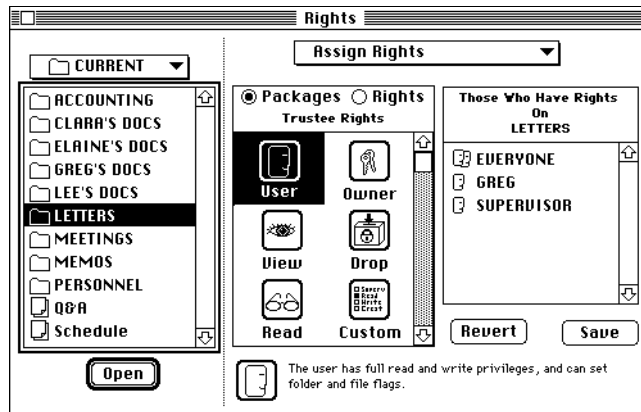 Rights
CURRENT
Assign Rights
ACCOUNTING
CLARA'S DOCS
ELAINE'S DOCS
GREG'S DOCS
LEE'S DOCS
LETTERS
MEETINGS
MEMOS
PERSONNEL
Q&A
Schedule
Open
Packages Rights
Trustee Rights
User Owner
View Drop
Read Custom
Those Who Have Rights
On
LETTERS
EVERYONE
GREG
SUPERVISOR
Revert Save
The user has full read and write privileges, and can set
folder and file flags.